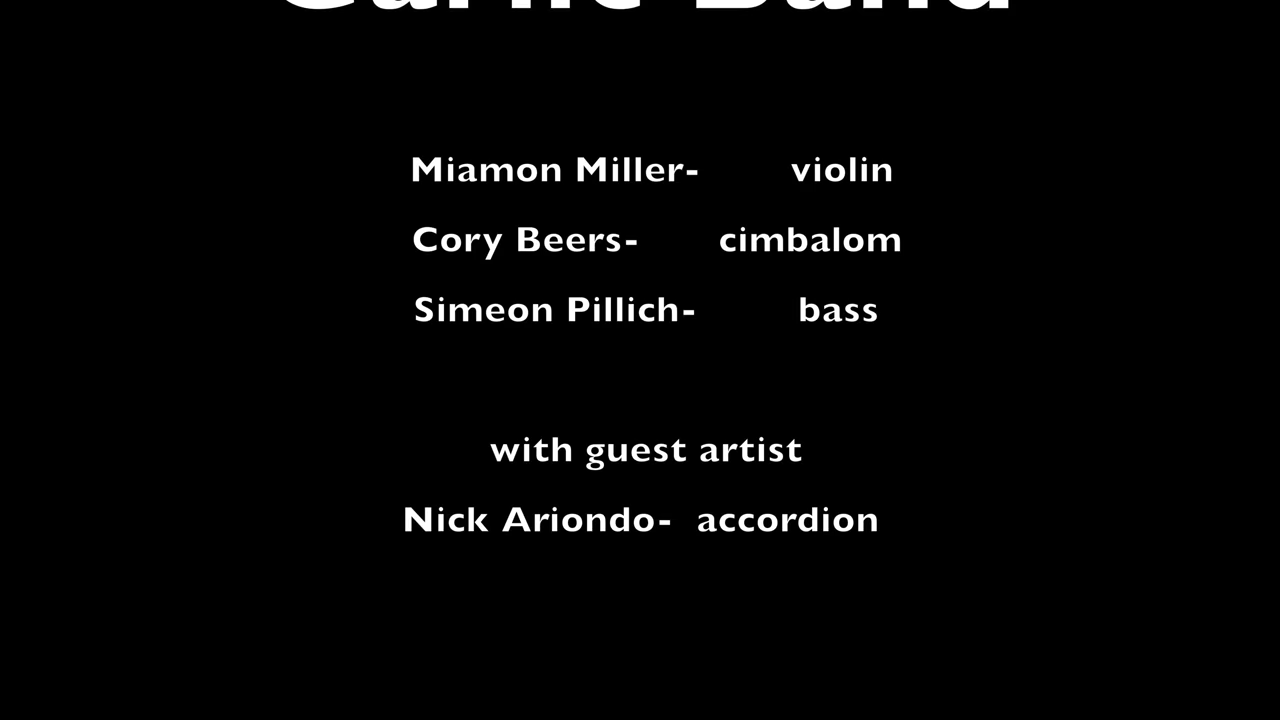 Miamon Miller- violin
Cory Beers- cimbalom
Simeon Pillich- bass
with guest artist
Nick Ariondo- accordion